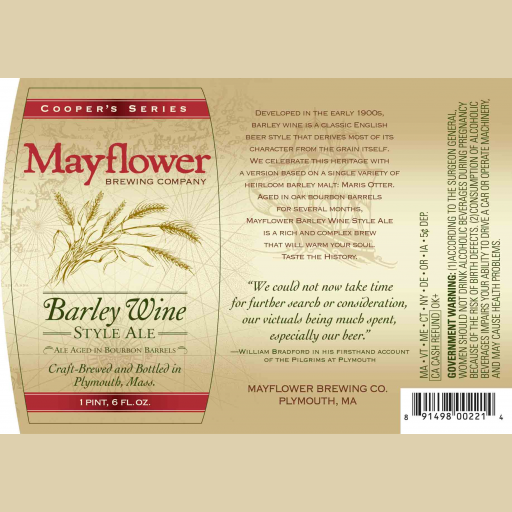 COOPER'S SERIES
Mayflower
BREWING COMPANY
Barley Wine
STYLE ALE
ALE AGED IN BOURBON BARRELS
Craft-Brewed and Bottled in
Plymouth, Mass.
1 PINT, 6 FL. OZ.
DEVELOPED IN THE EARLY 1900S,
BARLEY WINE IS A CLASSIC ENGLISH
BEER STYLE THAT DERIVES MOST OF ITS
CHARACTER FROM THE GRAIN ITSELF.
WE CELEBRATE THIS HERITAGE WITH
A VERSION BASED ON A SINGLE VARIETY OF
HEIRLOOM BARLEY MALT: MARIS OTTER.
AGED IN OAK BOURBON BARRELS
FOR SEVERAL MONTHS,
MAYFLOWER BARLEY WINE STYLE ALE
IS A RICH AND COMPLEX BREW
THAT WILL WARM YOUR SOUL.
TASTE THE HISTORY.
"We could not now take time
for further search or consideration,
our victuals being much spent,
especially our beer."
—WILLIAM BRADFORD IN HIS FIRSTHAND ACCOUNT
OF THE PILGRIMS AT PLYMOUTH
MAYFLOWER BREWING CO.
PLYMOUTH, MA
MA • VT • ME • CT • NY • DE • OR • IA • 5¢ DEP.
CA CASH REFUND OK+
GOVERNMENT WARNING: (1)ACCORDING TO THE SURGEON GENERAL,
WOMEN SHOULD NOT DRINK ALCOHOLIC BEVERAGES DURING PREGNANCY
BECAUSE OF THE RISK OF BIRTH DEFECTS. (2)CONSUMPTION OF ALCOHOLIC
BEVERAGES IMPAIRS YOUR ABILITY TO DRIVE A CAR OR OPERATE MACHINERY,
AND MAY CAUSE HEALTH PROBLEMS.
8 91498 00221 4